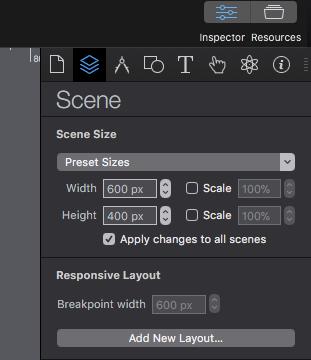 Inspector Resources
80
Scene
Scene Size
Preset Sizes
Width 600 px Scale 100%
Height 400 px Scale 100%
Apply changes to all scenes
Responsive Layout
Breakpoint width 600 px
Add New Layout...